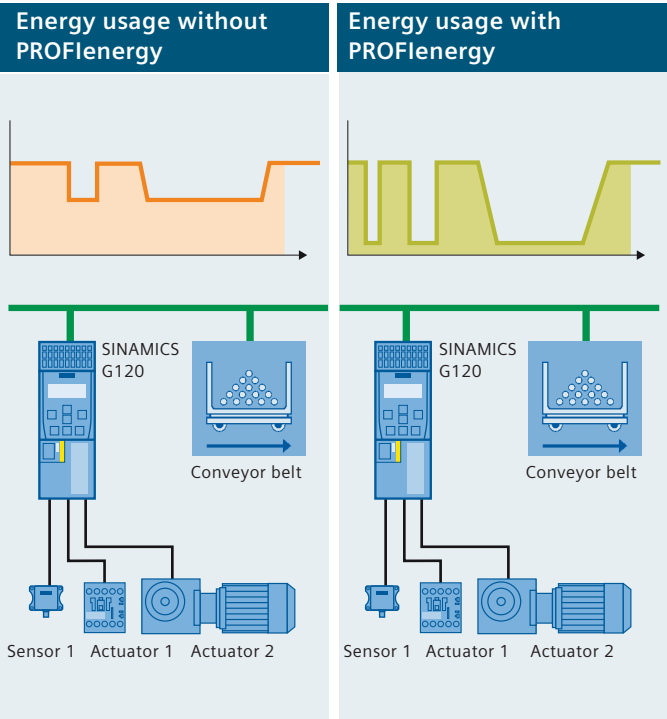 Energy usage without
PROFIenergy
Energy usage with
PROFIenergy
SINAMICS
G120
Conveyor belt
Sensor 1
Actuator 1
Actuator 2
SINAMICS
G120
Conveyor belt
Sensor 1
Actuator 1
Actuator 2